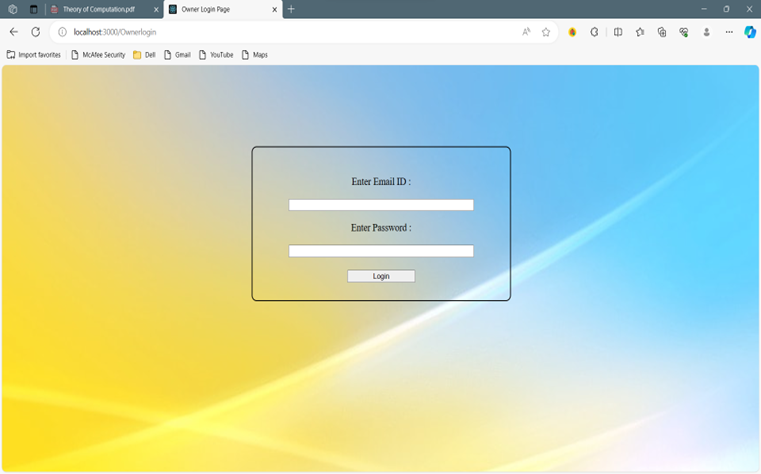 Theory of Computation.pdf
Owner Login Page
localhost:3000/Ownerlogin
Import favorites
McAfee Security
Dell
Gmail
YouTube
Maps
Enter Email ID :
Enter Password :
Login